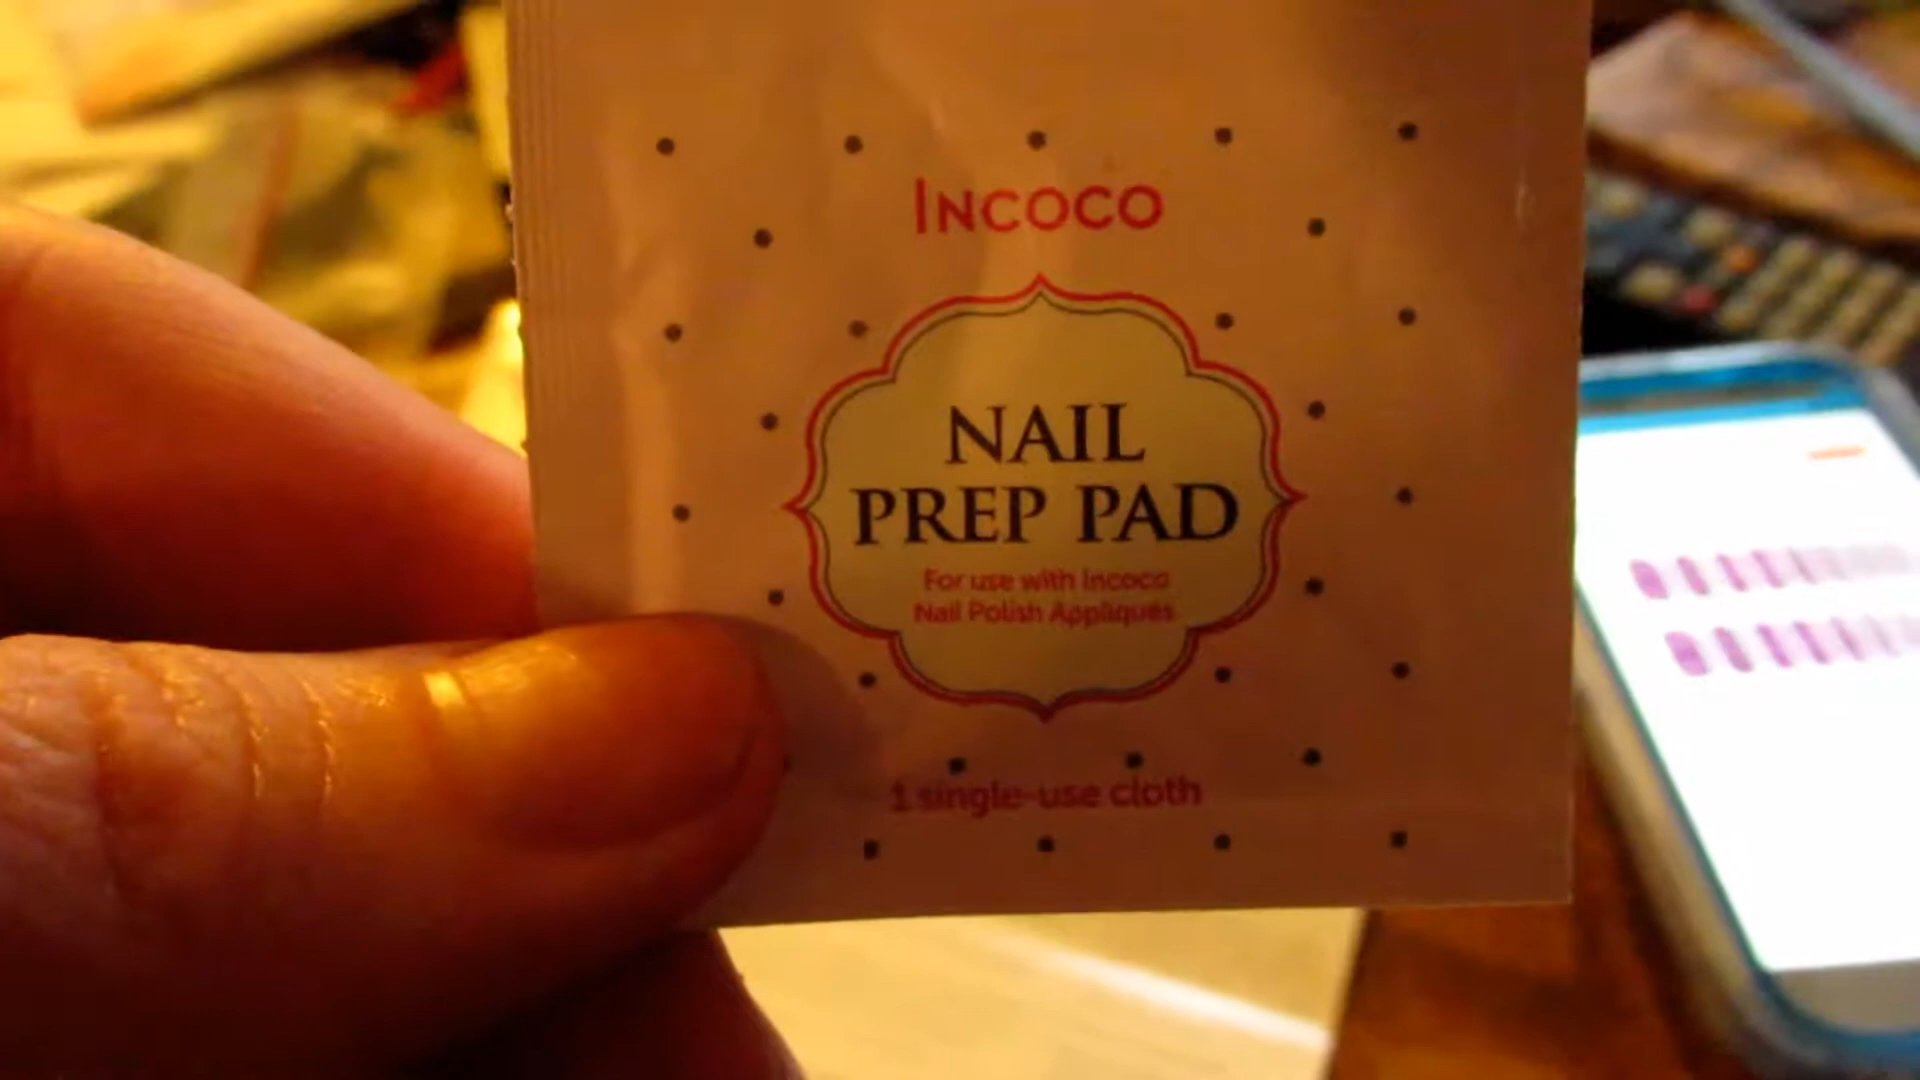 INCOCO
NAIL
PREP PAD
For use with Incoco
Nail Polish Appliqués
1 single-use cloth